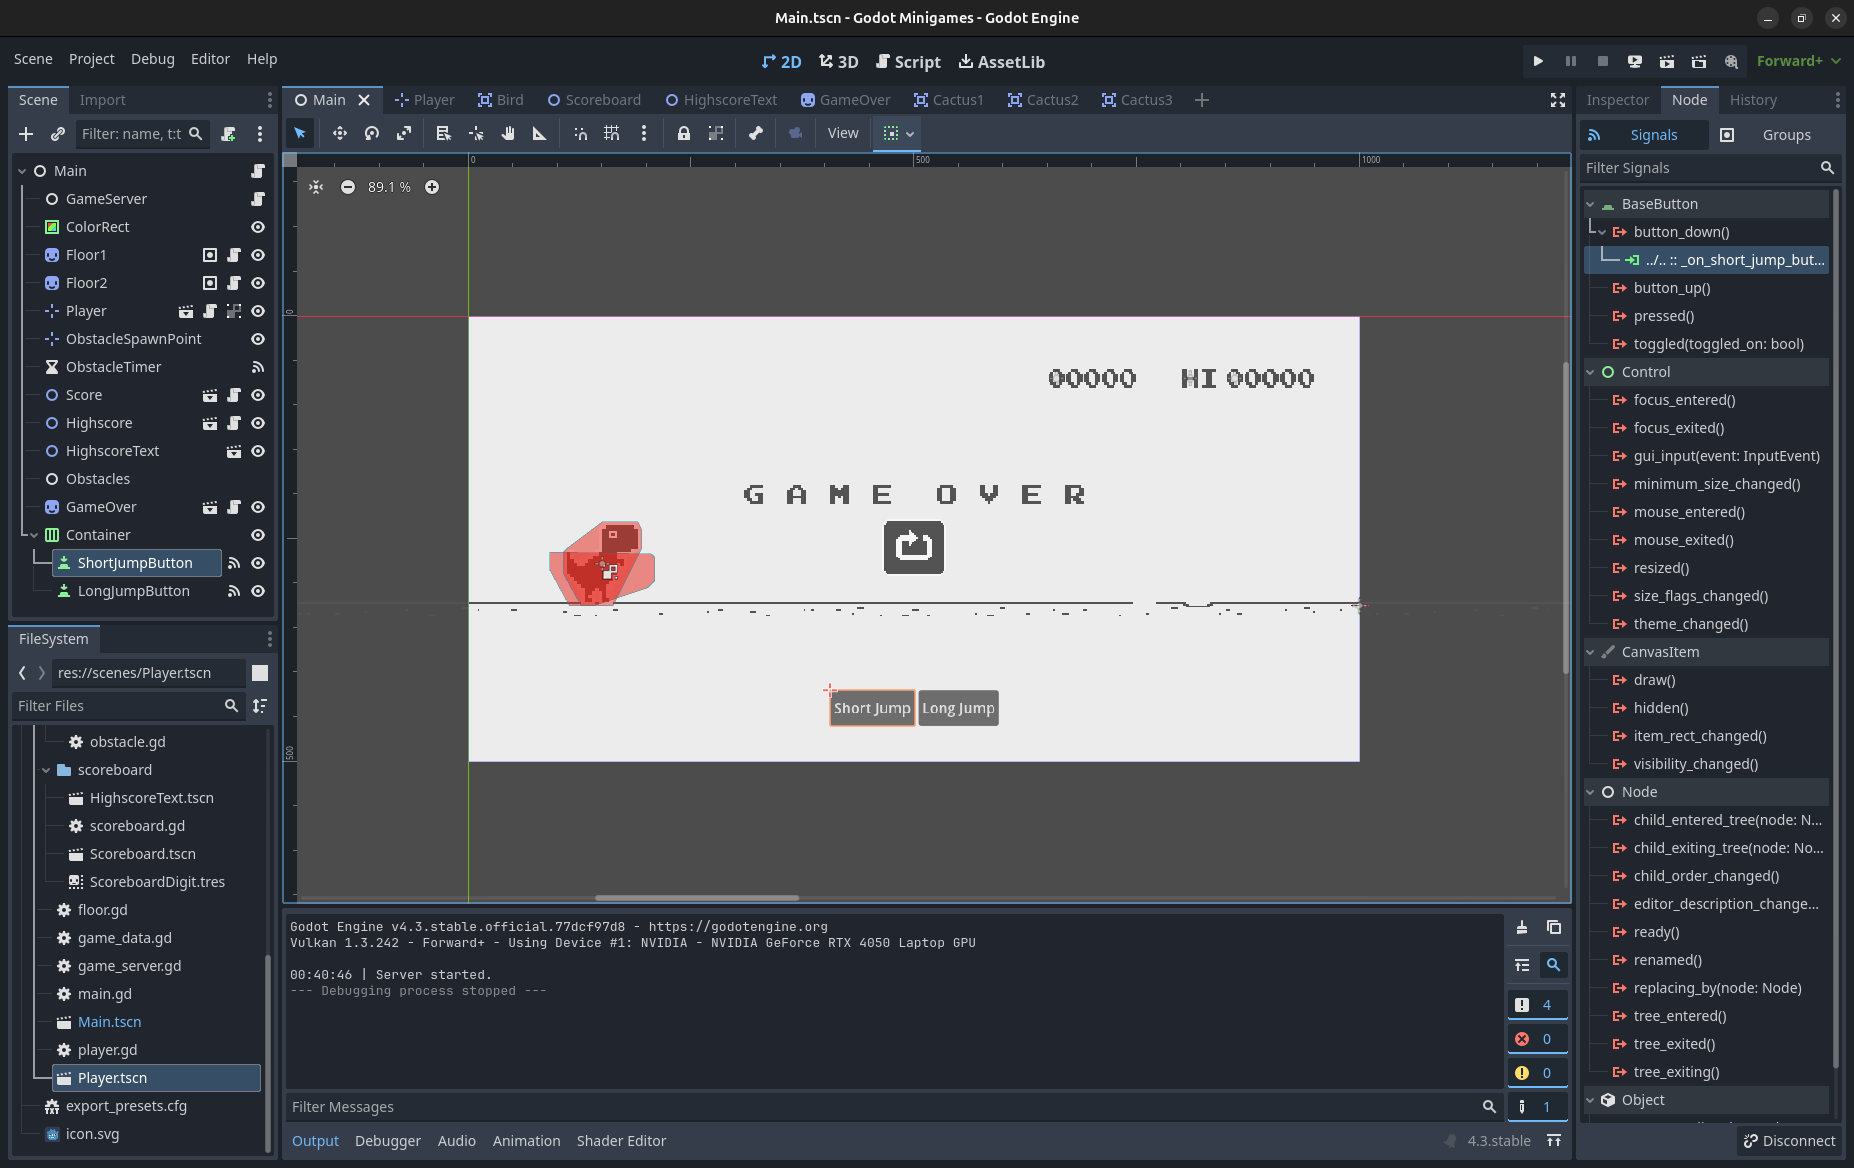 Main.tscn - Godot Minigames - Godot Engine
Scene Project Debug Editor Help
2D 3D Script AssetLib
Forward+
Scene Import
Filter: name, t:t
Main
GameServer
ColorRect
Floor1
Floor2
Player
ObstacleSpawnPoint
ObstacleTimer
Score
Highscore
HighscoreText
Obstacles
GameOver
Container
ShortJumpButton
LongJumpButton
FileSystem
res://scenes/Player.tscn
Filter Files
obstacle.gd
scoreboard
HighscoreText.tscn
scoreboard.gd
Scoreboard.tscn
ScoreboardDigit.tres
floor.gd
game_data.gd
game_server.gd
main.gd
Main.tscn
player.gd
Player.tscn
export_presets.cfg
icon.svg
Main Player Bird Scoreboard HighscoreText GameOver Cactus1 Cactus2 Cactus3
View
0 500 1000
89.1 %
0
00000 HI 00000
GAME OVER
Short Jump Long Jump
500
Godot Engine v4.3.stable.official.77dcf97d8 - https://godotengine.org
Vulkan 1.3.242 - Forward+ - Using Device #1: NVIDIA - NVIDIA GeForce RTX 4050 Laptop GPU
00:40:46 | Server started.
--- Debugging process stopped ---
4
0
0
1
Filter Messages
Output Debugger Audio Animation Shader Editor
4.3.stable
Inspector Node History
Signals Groups
Filter Signals
BaseButton
button_down()
../.. :: _on_short_jump_but...
button_up()
pressed()
toggled(toggled_on: bool)
Control
focus_entered()
focus_exited()
gui_input(event: InputEvent)
minimum_size_changed()
mouse_entered()
mouse_exited()
resized()
size_flags_changed()
theme_changed()
CanvasItem
draw()
hidden()
item_rect_changed()
visibility_changed()
Node
child_entered_tree(node: N...
child_exiting_tree(node: No...
child_order_changed()
editor_description_change...
ready()
renamed()
replacing_by(node: Node)
tree_entered()
tree_exited()
tree_exiting()
Object
Disconnect